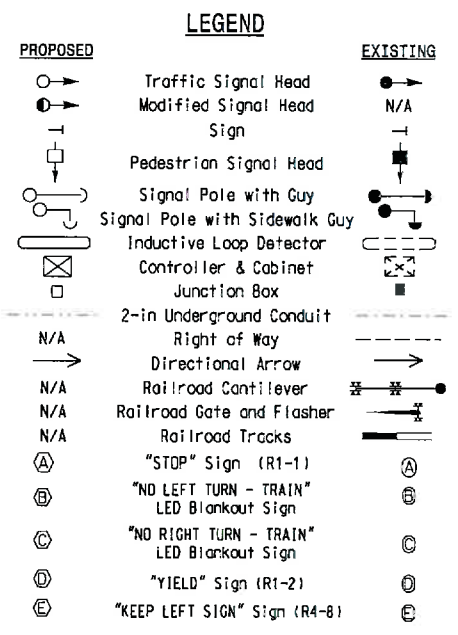 LEGEND
PROPOSED EXISTING
Traffic Signal Head
Modified Signal Head N/A
Sign
Pedestrian Signal Head
Signal Pole with Guy
Signal Pole with Sidewalk Guy
Inductive Loop Detector
Controller & Cabinet
Junction Box
2-in Underground Conduit
N/A Right of Way
Directional Arrow
N/A Railroad Cantilever
N/A Railroad Gate and Flasher
N/A Railroad Tracks
A "STOP" Sign (R1-1) A
B "NO LEFT TURN - TRAIN" B
LED Blankout Sign
C "NO RIGHT TURN - TRAIN" C
LED Blankout Sign
D "YIELD" Sign (R1-2) D
E "KEEP LEFT SIGN" Sign (R4-8) E